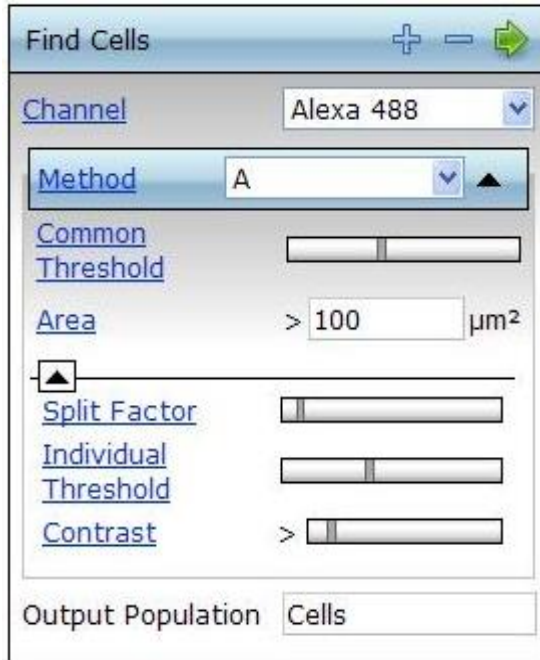 Find Cells
Channel Alexa 488
Method A
Common
Threshold
Area > 100 µm²
Split Factor
Individual
Threshold
Contrast >
Output Population Cells